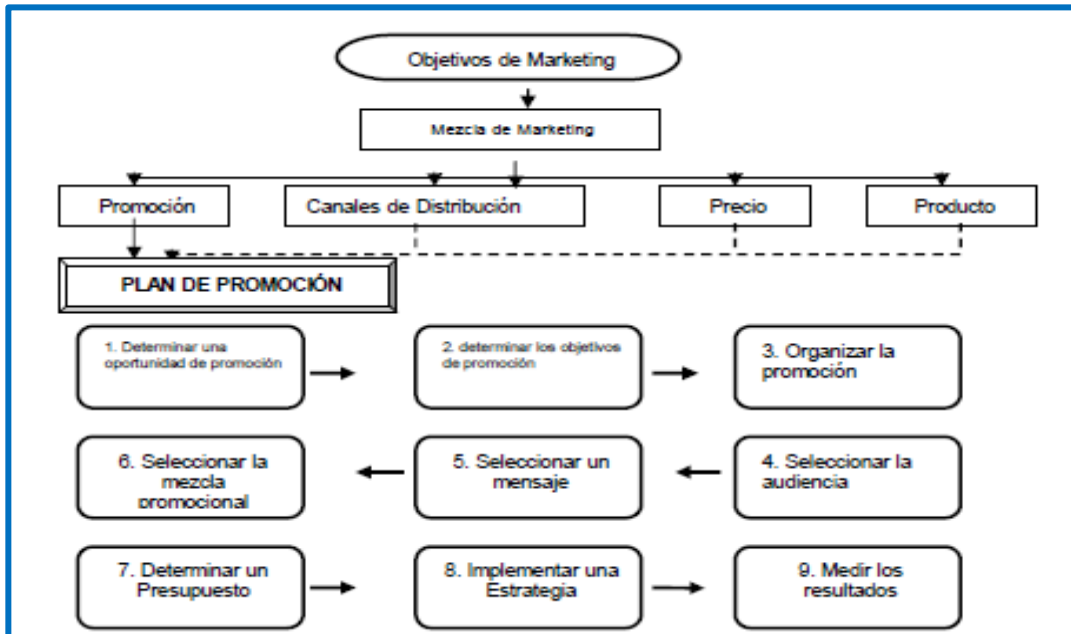 Objetivos de Marketing
Mezcla de Marketing
Promoción
Canales de Distribución
Precio
Producto
PLAN DE PROMOCIÓN
1. Determinar una
oportunidad de promoción
2. determinar los objetivos
de promoción
3. Organizar la
promoción
6. Seleccionar la
mezcla
promocional
5. Seleccionar un
mensaje
4. Seleccionar la
audiencia
7. Determinar un
Presupuesto
8. Implementar una
Estrategia
9. Medir los
resultados